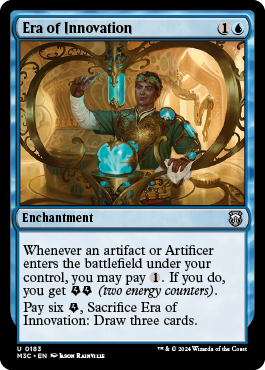 Era of Innovation 1
Enchantment
Whenever an artifact or Artificer
enters the battlefield under your
control, you may pay 1. If you do,
you get (two energy counters).
Pay six , Sacrifice Era of
Innovation: Draw three cards.
U 0183
M3C • EN Jason Rainville
™ & © 2024 Wizards of the Coast